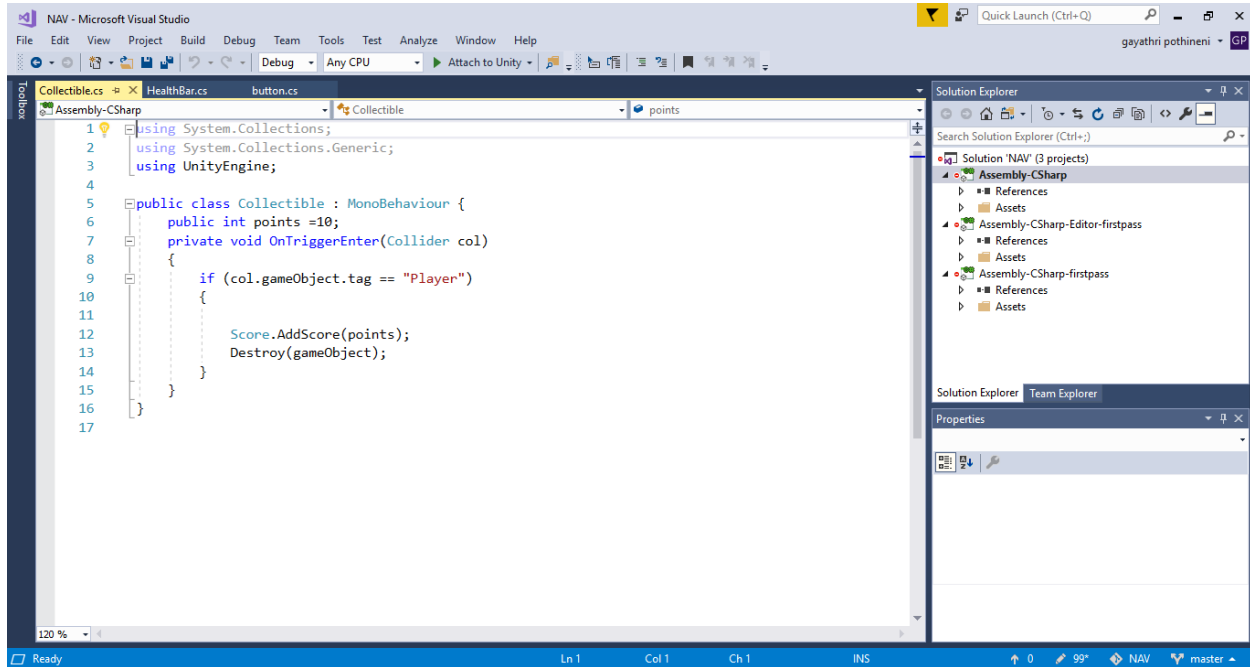 NAV - Microsoft Visual Studio
Quick Launch (Ctrl+Q)
File Edit View Project Build Debug Team Tools Test Analyze Window Help
gayathri pothineni GP
Debug Any CPU Attach to Unity
Toolbox
Collectible.cs HealthBar.cs button.cs
Assembly-CSharp Collectible points
1 using System.Collections;
2 using System.Collections.Generic;
3 using UnityEngine;
4
5 public class Collectible : MonoBehaviour {
6 public int points =10;
7 private void OnTriggerEnter(Collider col)
8 {
9 if (col.gameObject.tag == "Player")
10 {
11
12 Score.AddScore(points);
13 Destroy(gameObject);
14 }
15 }
16 }
17
120 %
Solution Explorer
Search Solution Explorer (Ctrl+;)
Solution 'NAV' (3 projects)
Assembly-CSharp
References
Assets
Assembly-CSharp-Editor-firstpass
References
Assets
Assembly-CSharp-firstpass
References
Assets
Solution Explorer Team Explorer
Properties
Ready Ln 1 Col 1 Ch 1 INS 0 99* NAV master